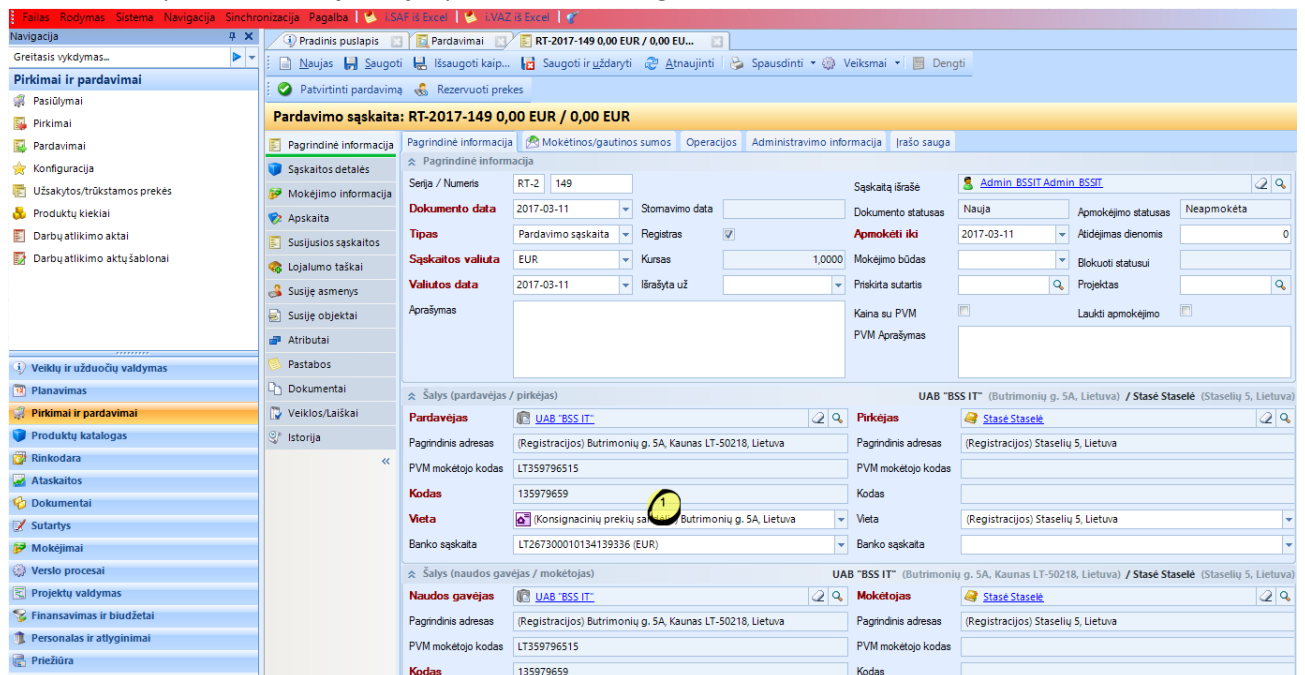 Failas Rodymas Sistema Navigacija Sinchronizacija Pagalba i.SAF iš Excel i.VAZ iš Excel
Navigacija
Greitasis vykdymas...
Pirkimai ir pardavimai
Pasiūlymai
Pirkimai
Pardavimai
Konfiguracija
Užsakytos/trūkstamos prekės
Produktų kiekiai
Darbų atlikimo aktai
Darbų atlikimo aktų šablonai
Veiklų ir užduočių valdymas
Planavimas
Pirkimai ir pardavimai
Produktų katalogas
Rinkodara
Ataskaitos
Dokumentai
Sutartys
Mokėjimai
Verslo procesai
Projektų valdymas
Finansavimas ir biudžetai
Personalas ir atlyginimai
Priežiūra
Pradinis puslapis Pardavimai RT-2017-149 0,00 EUR / 0,00 EU...
Naujas Saugoti Išsaugoti kaip... Saugoti ir uždaryti Atnaujinti Spausdinti Veiksmai Dengti
Patvirtinti pardavimą Rezervuoti prekes
Pardavimo sąskaita: RT-2017-149 0,00 EUR / 0,00 EUR
Pagrindinė informacija
Sąskaitos detalės
Mokėjimo informacija
Apskaita
Susijusios sąskaitos
Lojalumo taškai
Susiję asmenys
Susiję objektai
Atributai
Pastabos
Dokumentai
Veiklos/Laiškai
Istorija
«
Pagrindinė informacija Mokėtinos/gautinos sumos Operacijos Administravimo informacija Įrašo sauga
Pagrindinė informacija
Serija / Numeris RT-2 149 Sąskaitą išrašė Admin BSSIT Admin BSSIT
Dokumento data 2017-03-11 Stornavimo data Dokumento statusas Nauja Apmokėjimo statusas Neapmokėta
Tipas Pardavimo sąskaita Registras Apmokėti iki 2017-03-11 Atidėjimas dienomis 0
Sąskaitos valiuta EUR Kursas 1,0000 Mokėjimo būdas Blokuoti statusui
Valiutos data 2017-03-11 Išrašyta už Priskirta sutartis Projektas
Aprašymas Kaina su PVM Laukti apmokėjimo
PVM Aprašymas
Šalys (pardavėjas / pirkėjas) UAB "BSS IT" (Butrimonių g. 5A, Lietuva) / Stasė Staselė (Staselių 5, Lietuva)
Pardavėjas UAB "BSS IT" Pirkėjas Stasė Staselė
Pagrindinis adresas (Registracijos) Butrimonių g. 5A, Kaunas LT-50218, Lietuva Pagrindinis adresas (Registracijos) Staselių 5, Lietuva
PVM mokėtojo kodas LT359796515 PVM mokėtojo kodas
Kodas 135979659 Kodas
1
Vieta (Konsignacinių prekių Butrimonių g. 5A, Lietuva Vieta (Registracijos) Staselių 5, Lietuva
Banko sąskaita LT267300010134139336 (EUR) Banko sąskaita
Šalys (naudos gavėjas / mokėtojas) UAB "BSS IT" (Butrimonių g. 5A, Kaunas LT-50218, Lietuva) / Stasė Staselė (Staselių 5, Lietuva)
Naudos gavėjas UAB "BSS IT" Mokėtojas Stasė Staselė
Pagrindinis adresas (Registracijos) Butrimonių g. 5A, Kaunas LT-50218, Lietuva Pagrindinis adresas (Registracijos) Staselių 5, Lietuva
PVM mokėtojo kodas LT359796515 PVM mokėtojo kodas
Kodas 135979659 Kodas